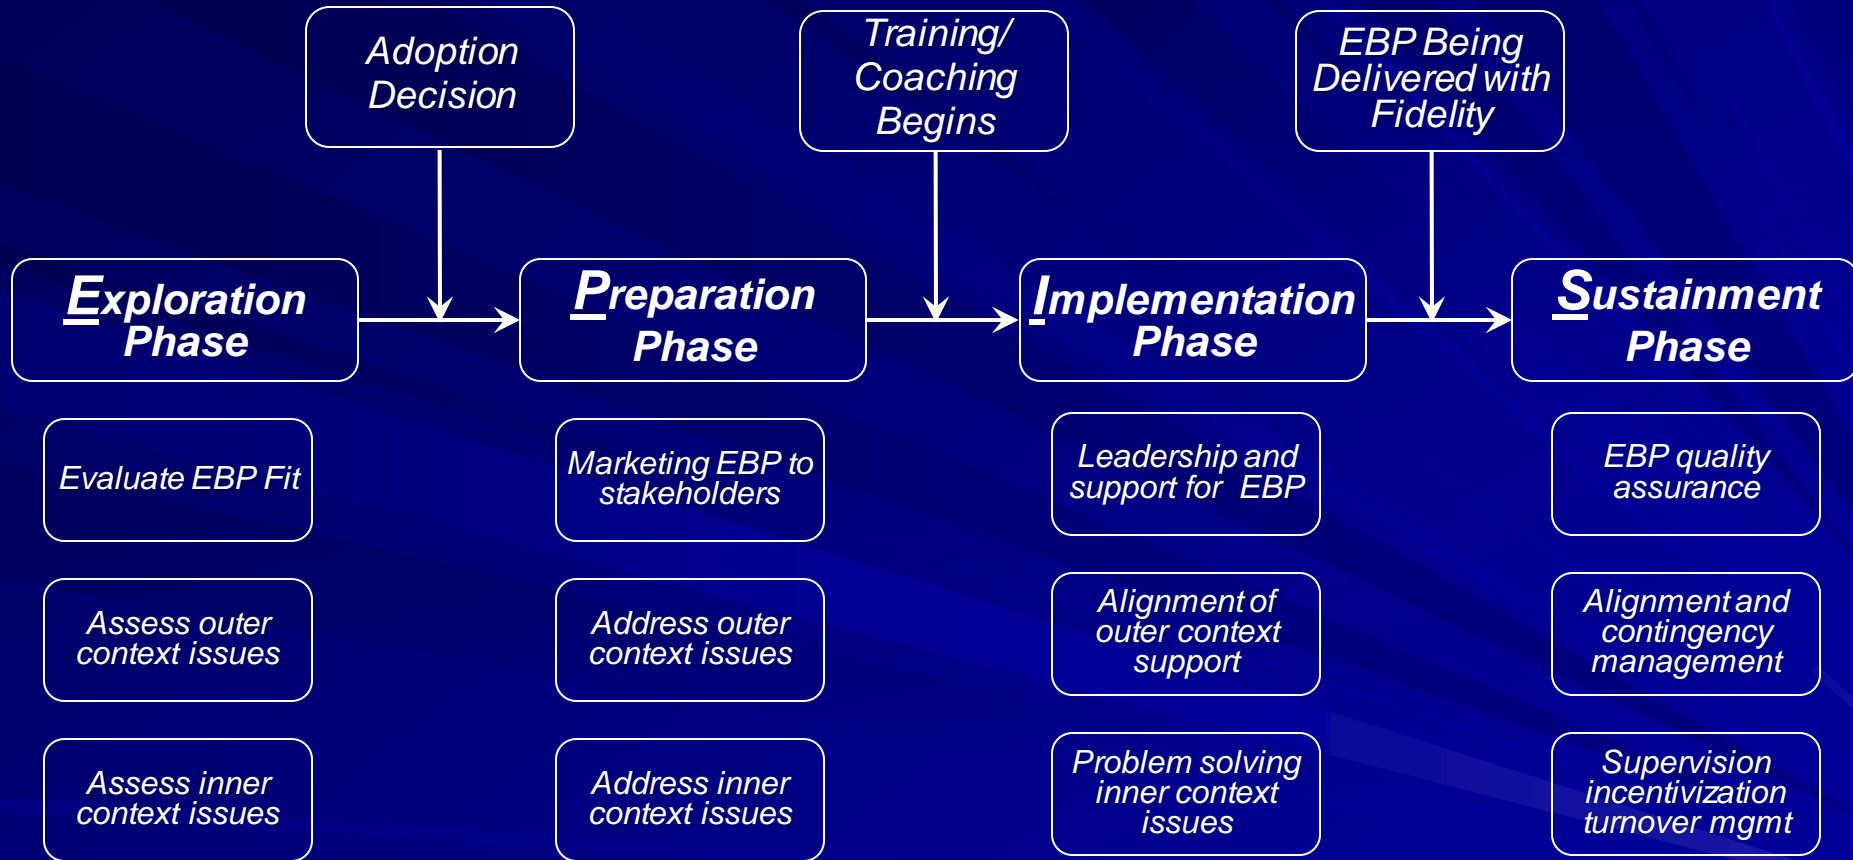 Adoption
Decision
Training/
Coaching
Begins
EBP Being
Delivered with
Fidelity
Exploration
Phase
Preparation
Phase
Implementation
Phase
Sustainment
Phase
Evaluate EBP Fit
Marketing EBP to
stakeholders
Leadership and
support for EBP
EBP quality
assurance
Assess outer
context issues
Address outer
context issues
Alignment of
outer context
support
Alignment and
contingency
management
Assess inner
context issues
Address inner
context issues
Problem solving
inner context
issues
Supervision
incentivization
turnover mgmt